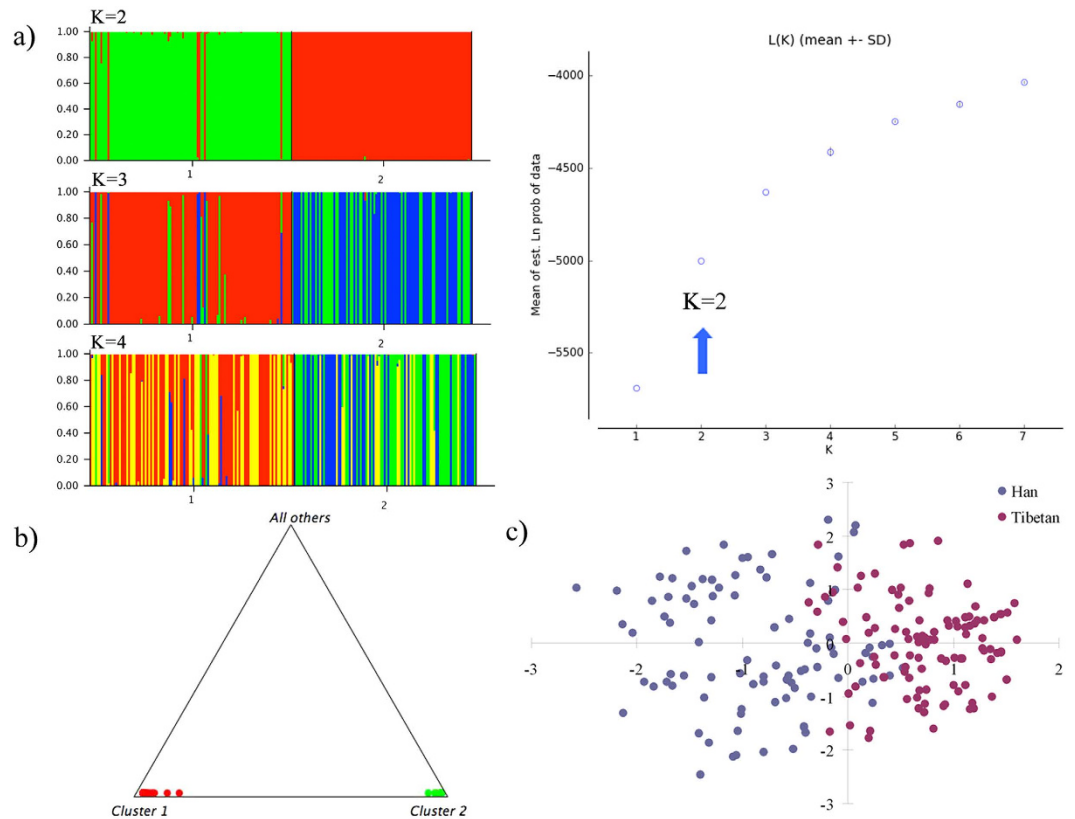 a)
K=2
1.00
0.80
0.60
0.40
0.20
0.00
1
2
K=3
1.00
0.80
0.60
0.40
0.20
0.00
1
2
K=4
1.00
0.80
0.60
0.40
0.20
0.00
1
2
L(K) (mean +- SD)
Mean of est. Ln prob of data
−4000
−4500
−5000
−5500
K=2
1 2 3 4 5 6 7
K
b)
All others
Cluster 1
Cluster 2
c)
Han
Tibetan
3
2
1
0
-1
-2
-3
-3 -2 -1 0 1 2